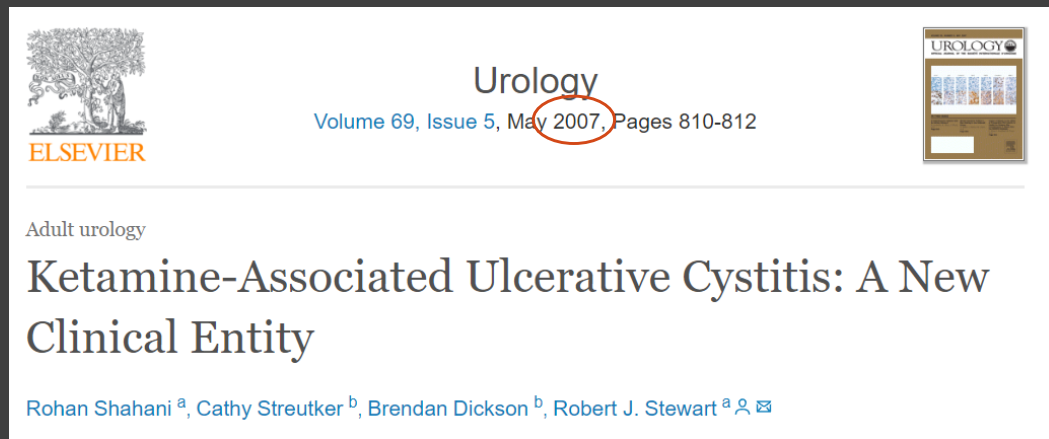 Urology
Volume 69, Issue 5, May 2007, Pages 810-812
ELSEVIER
UROLOGY
Adult urology
Ketamine-Associated Ulcerative Cystitis: A New
Clinical Entity
Rohan Shahani a, Cathy Streutker b, Brendan Dickson b, Robert J. Stewart a